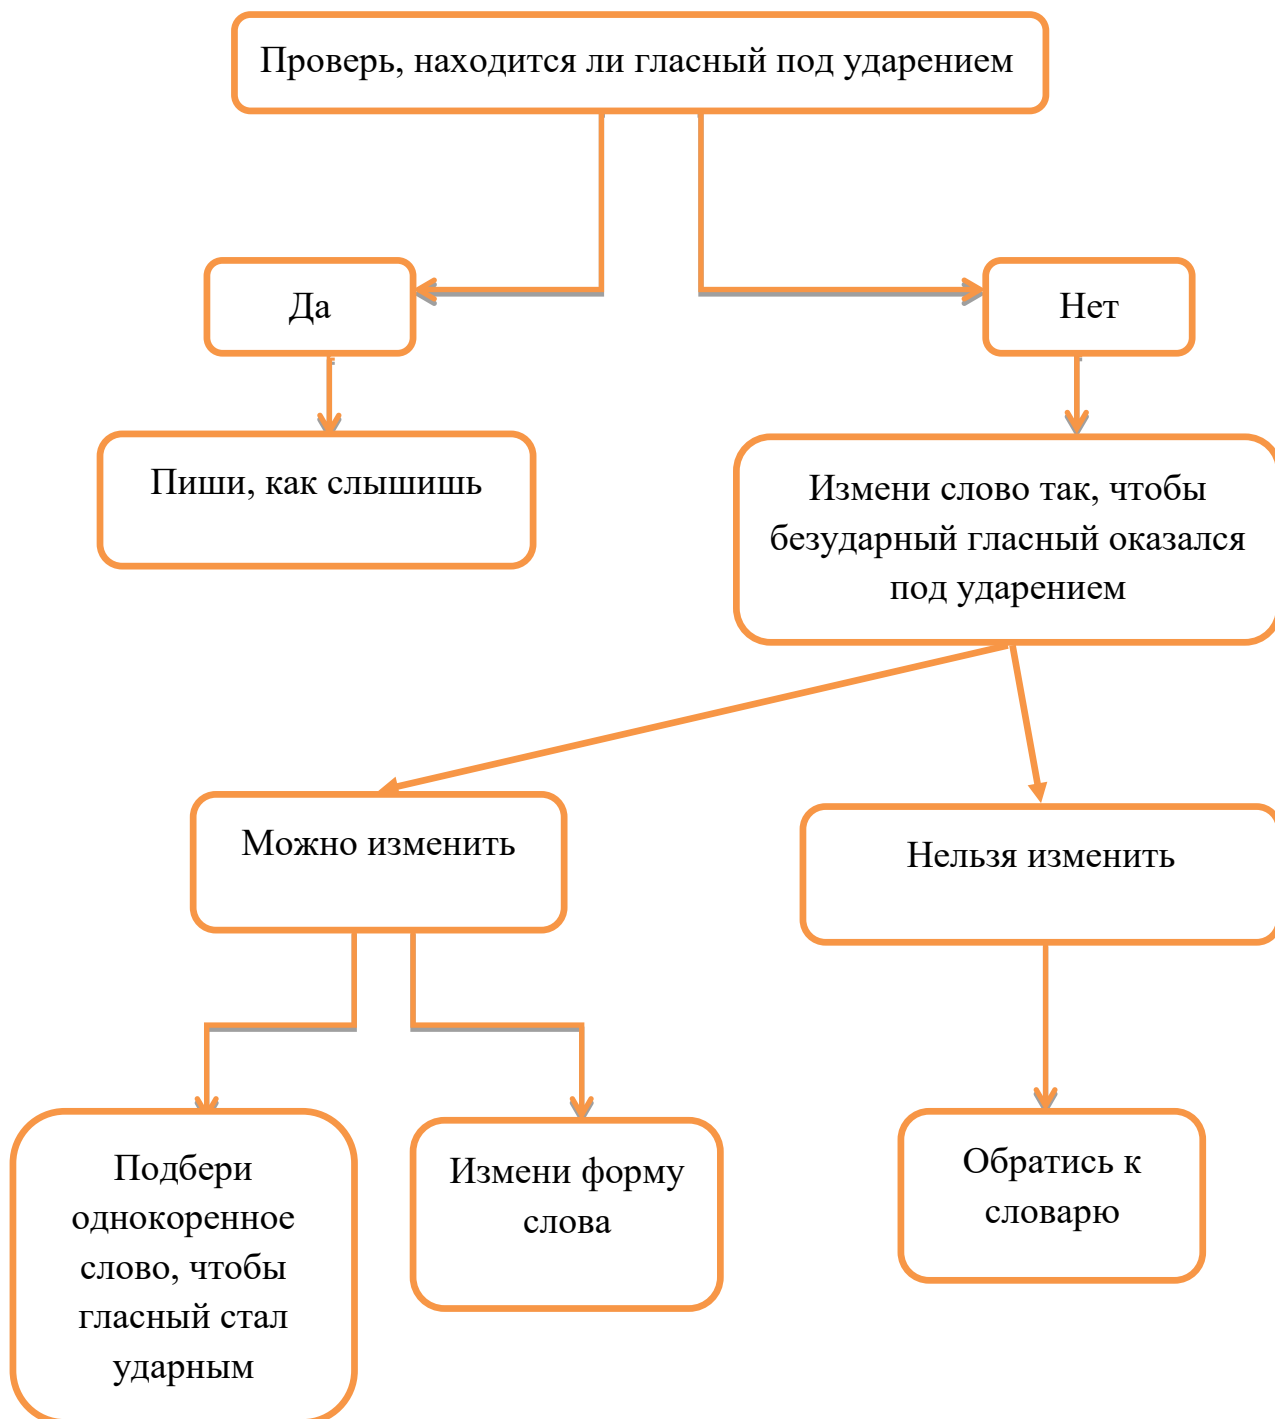 Проверь, находится ли гласный под ударением
Да
Нет
Пиши, как слышишь
Измени слово так, чтобы
безударный гласный оказался
под ударением
Можно изменить
Нельзя изменить
Подбери
однокоренное
слово, чтобы
гласный стал
ударным
Измени форму
слова
Обратись к
словарю